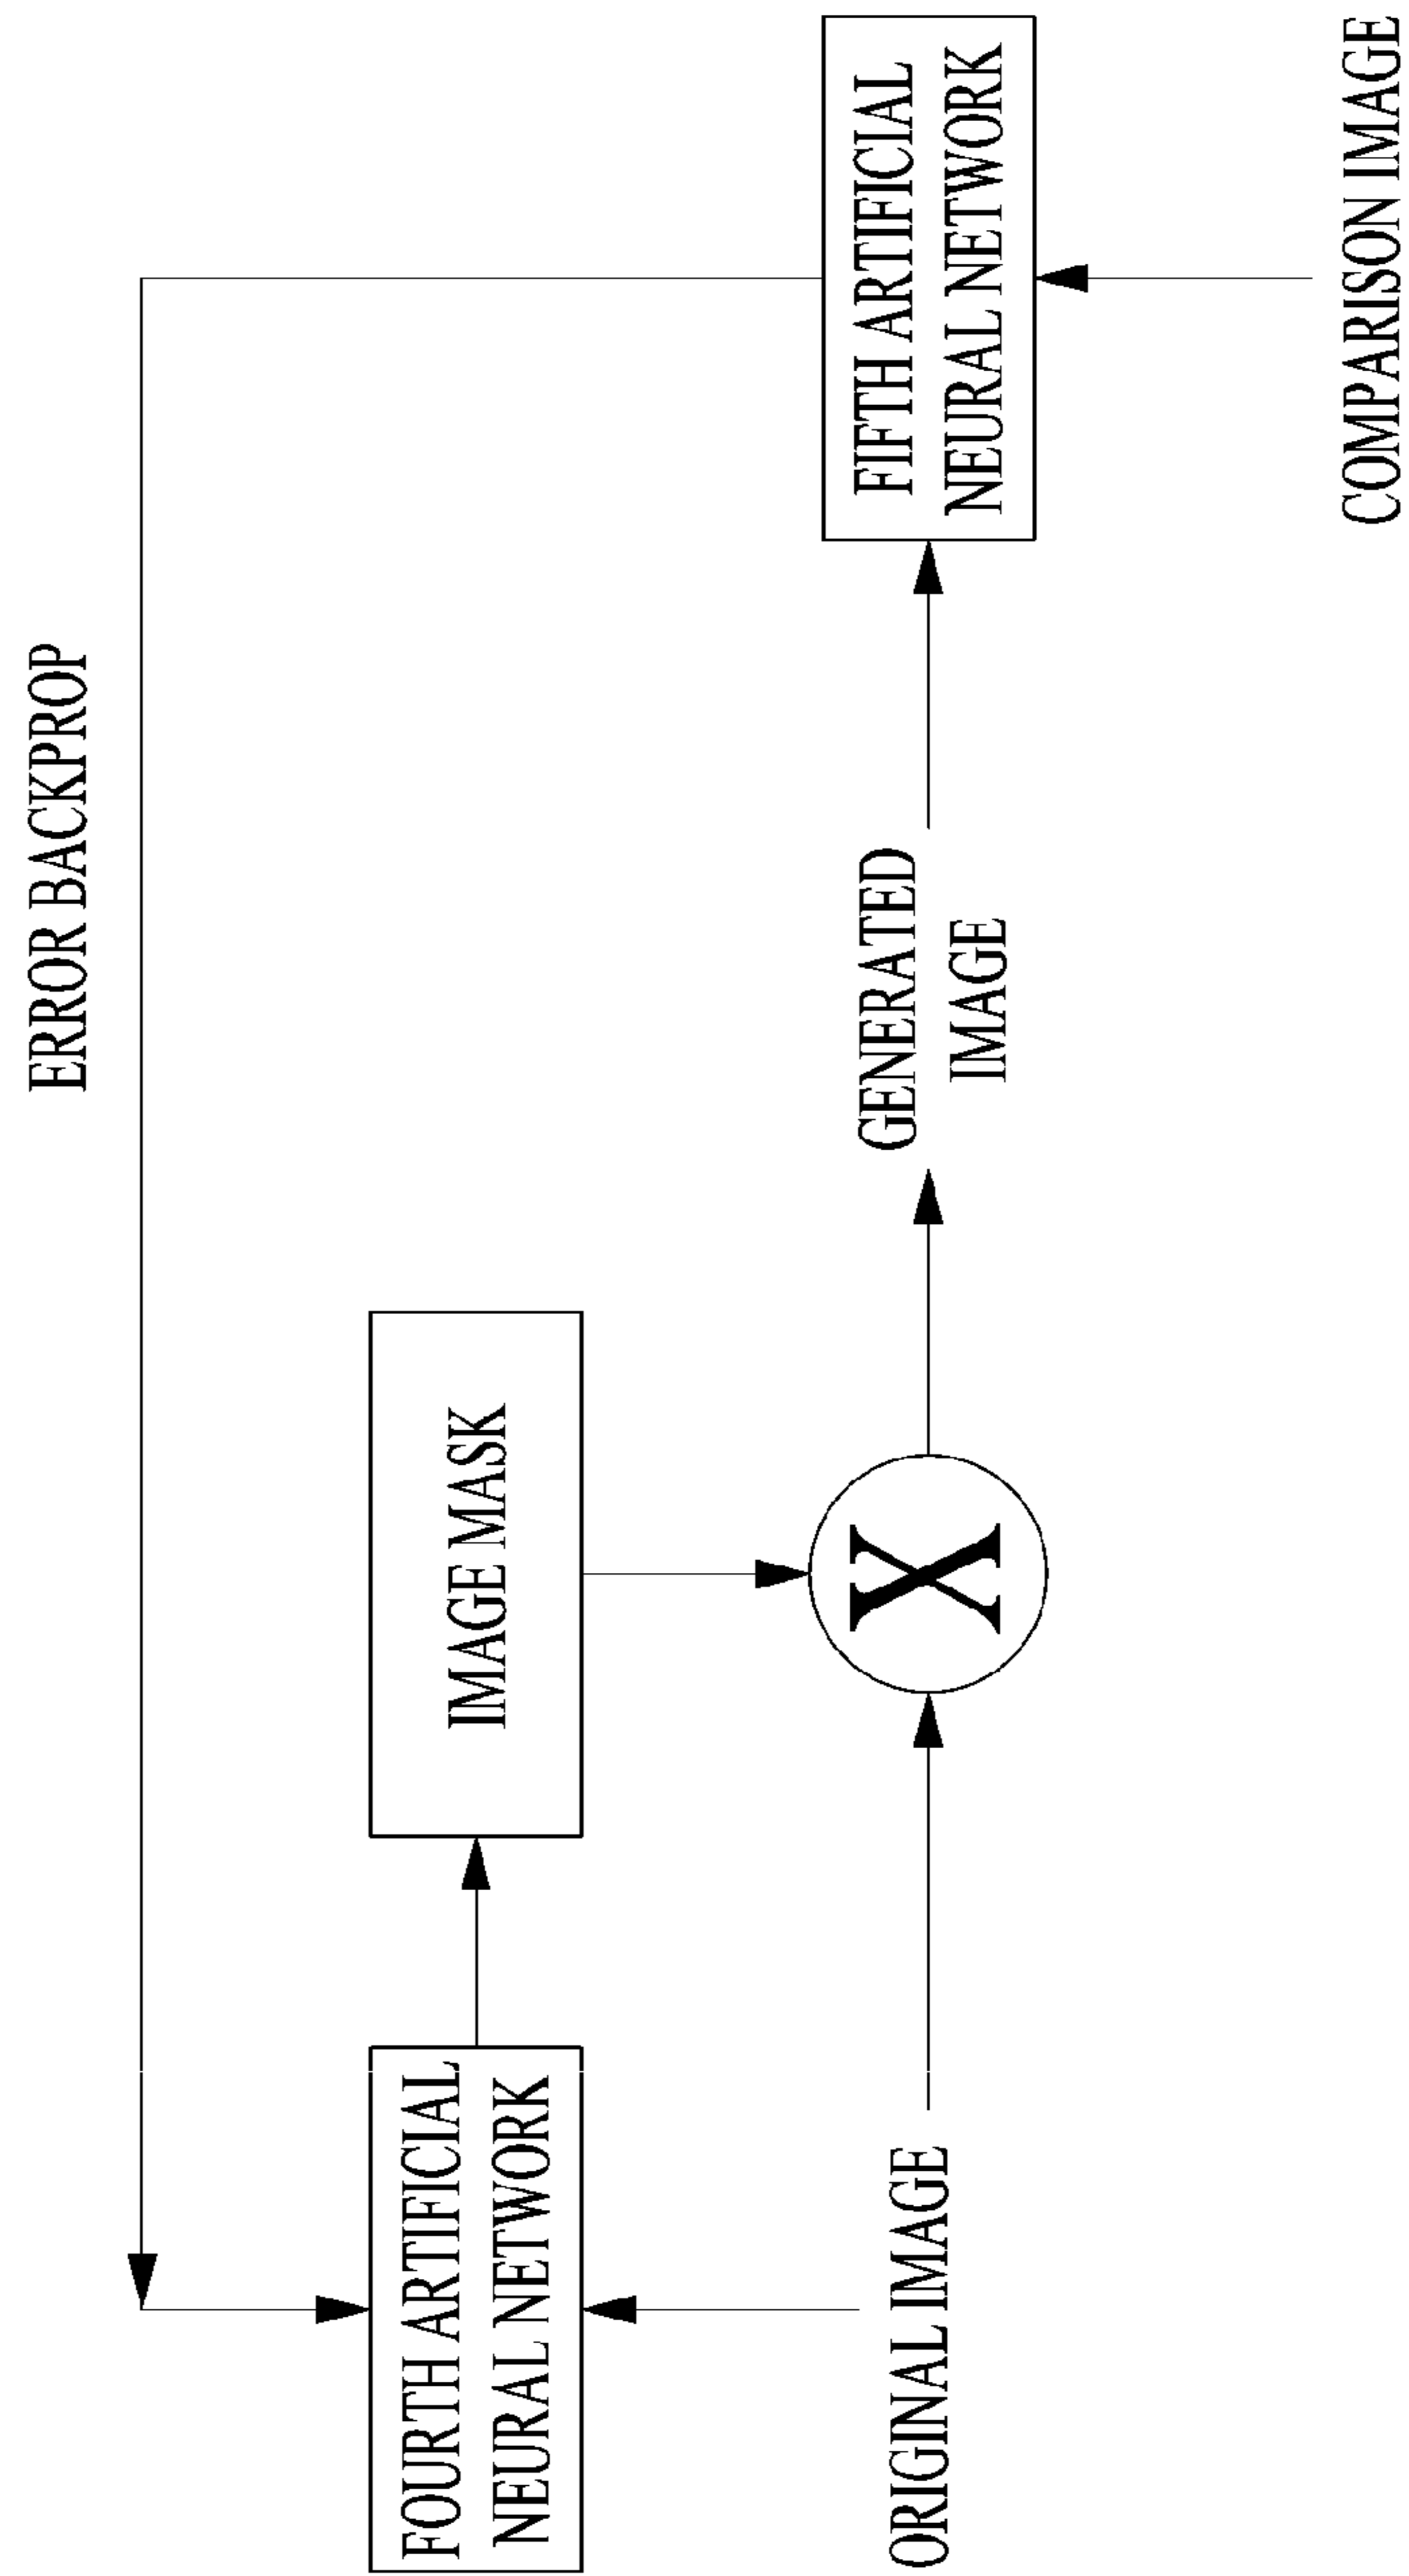 ERROR BACKPROP
FOURTH ARTIFICIAL
NEURAL NETWORK
IMAGE MASK
ORIGINAL IMAGE
X
GENERATED
IMAGE
FIFTH ARTIFICIAL
NEURAL NETWORK
COMPARISON IMAGE